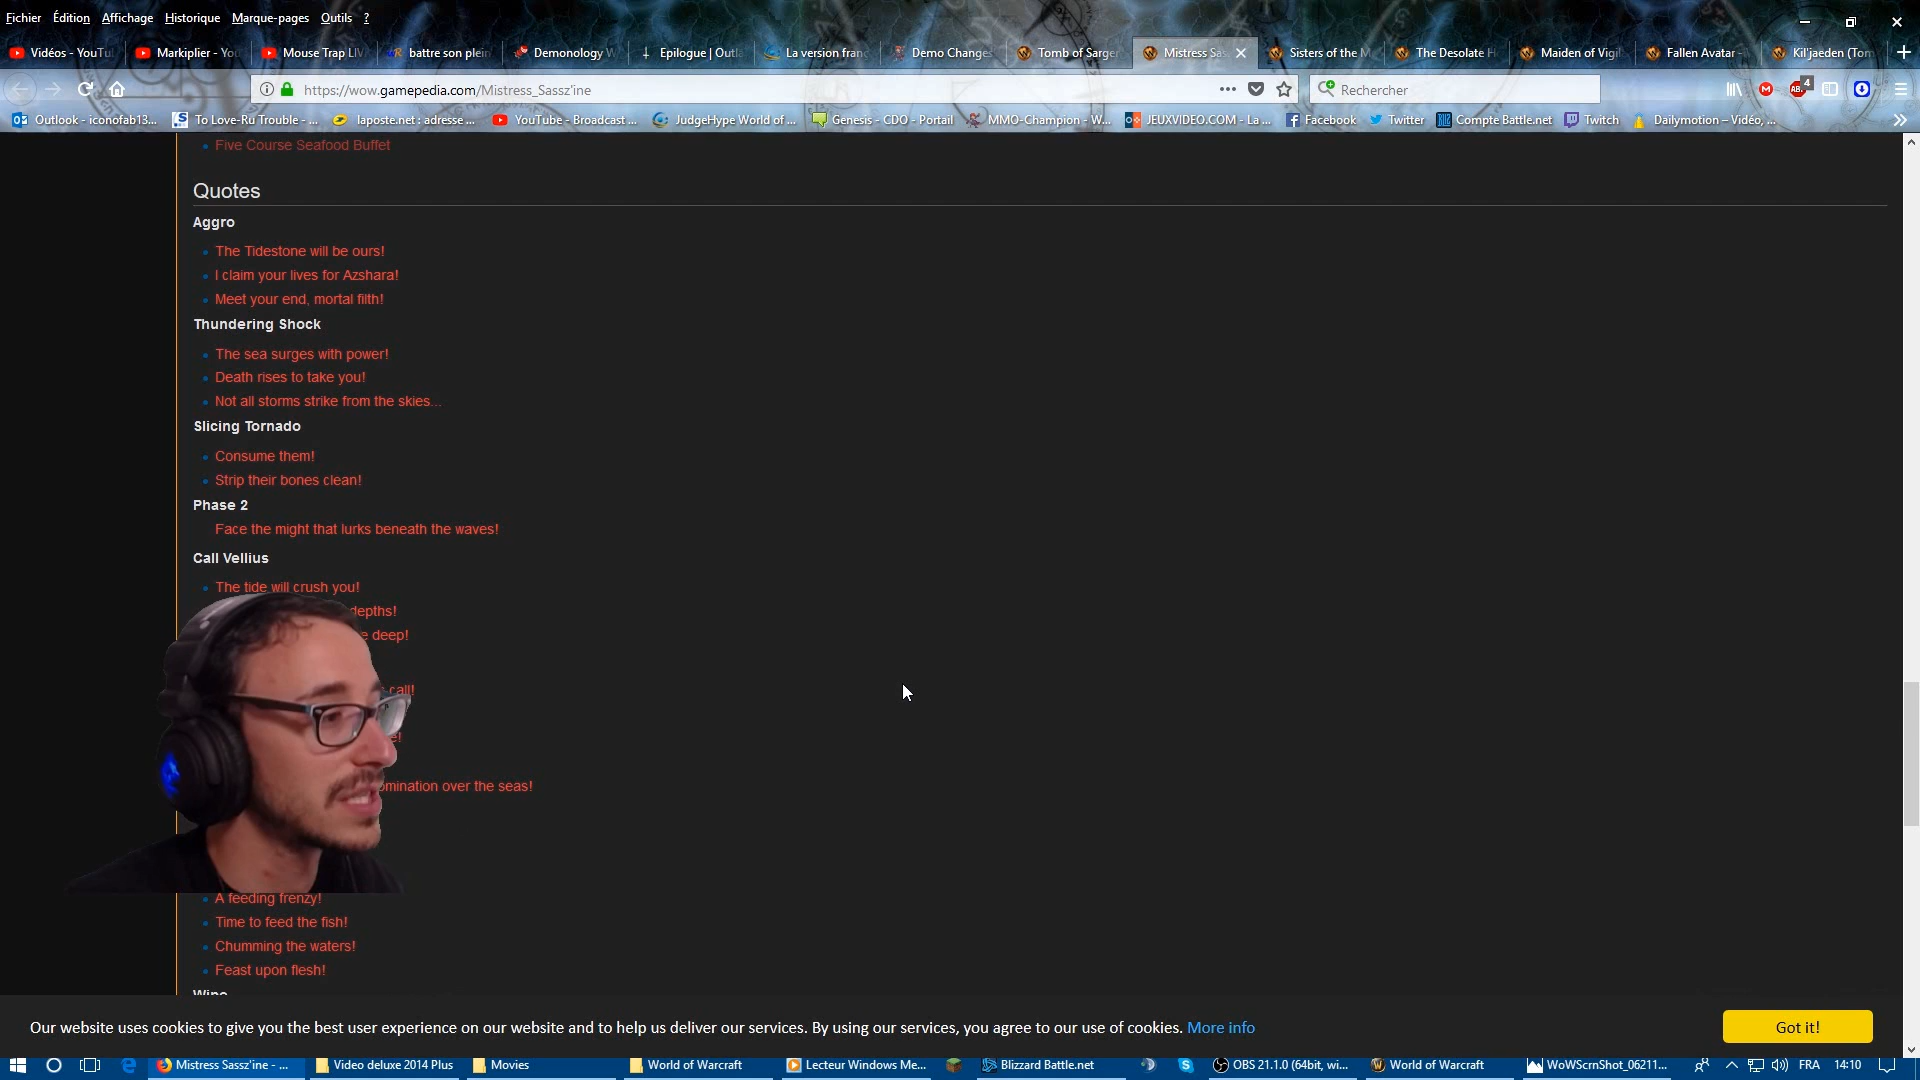 Fichier Édition Affichage Historique Marque-pages Outils ?
Vidéos - YouTu Markiplier - Yo Mouse Trap LIV battre son plein Demonology W Epilogue | Outla La version fran Demo Changes Tomb of Sarger Mistress Sas Sisters of the M The Desolate H Maiden of Vigil Fallen Avatar - Kil'jaeden (Tom
https://wow.gamepedia.com/Mistress_Sassz'ine Rechercher 4
Outlook - iconofab13... To Love-Ru Trouble - ... laposte.net : adresse ... YouTube - Broadcast ... JudgeHype World of ... Genesis - CDO - Portail MMO-Champion - W... JEUXVIDEO.COM - La ... Facebook Twitter Compte Battle.net Twitch Dailymotion – Vidéo, ...
Five Course Seafood Buffet
Quotes
Aggro
The Tidestone will be ours!
I claim your lives for Azshara!
Meet your end, mortal filth!
Thundering Shock
The sea surges with power!
Death rises to take you!
Not all storms strike from the skies...
Slicing Tornado
Consume them!
Strip their bones clean!
Phase 2
Face the might that lurks beneath the waves!
Call Vellius
The tide will crush you!
depths!
deep!
call!
omination over the seas!
A feeding frenzy!
Time to feed the fish!
Chumming the waters!
Feast upon flesh!
Wipe
Our website uses cookies to give you the best user experience on our website and to help us deliver our services. By using our services, you agree to our use of cookies. More info
Got it!
Mistress Sassz'ine - ... Video deluxe 2014 Plus Movies World of Warcraft Lecteur Windows Me... Blizzard Battle.net OBS 21.1.0 (64bit, wi... World of Warcraft WoWScrnShot_06211... FRA 14:10